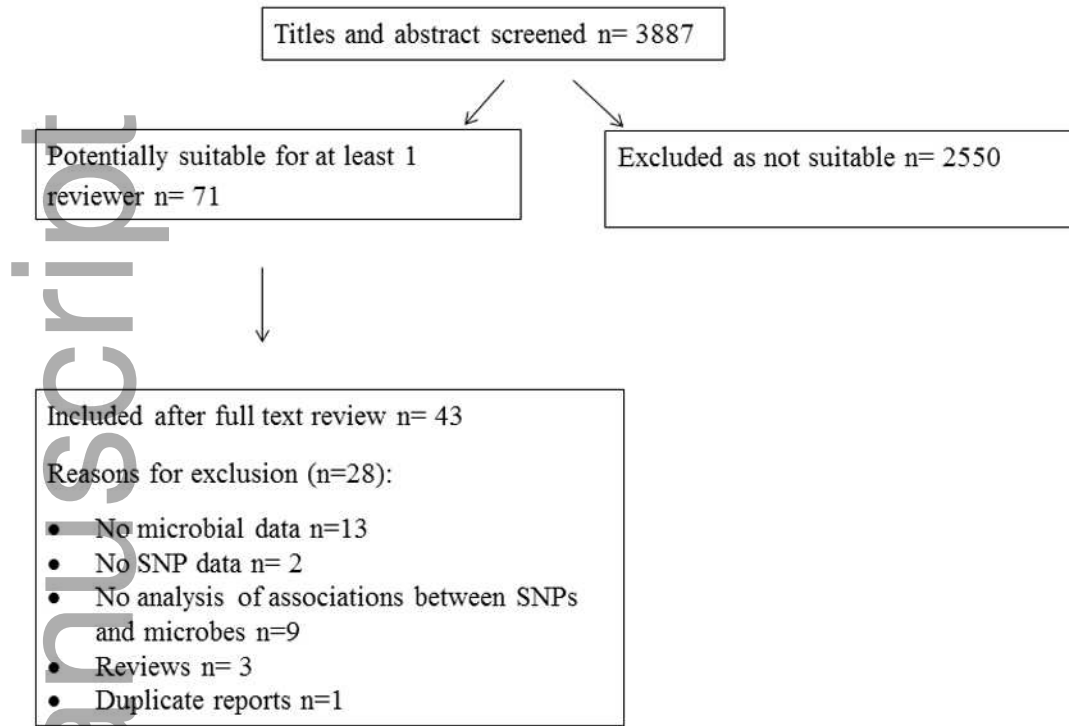 Titles and abstract screened n= 3887
Potentially suitable for at least 1
reviewer n= 71
Excluded as not suitable n= 2550
Included after full text review n= 43
Reasons for exclusion (n=28):
• No microbial data n=13
• No SNP data n= 2
• No analysis of associations between SNPs
and microbes n=9
• Reviews n= 3
• Duplicate reports n=1
anuscript